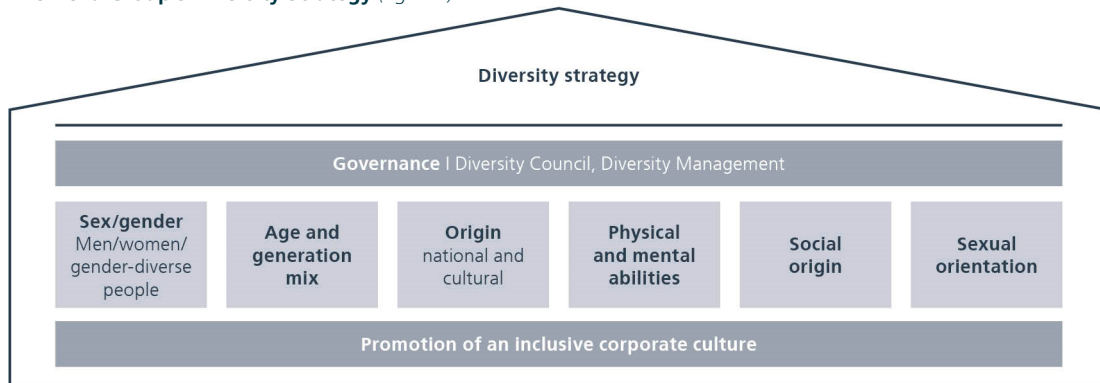 Diversity strategy
Governance | Diversity Council, Diversity Management
Sex/gender
Men/women/
gender-diverse
people
Age and
generation
mix
Origin
national and
cultural
Physical
and mental
abilities
Social
origin
Sexual
orientation
Promotion of an inclusive corporate culture